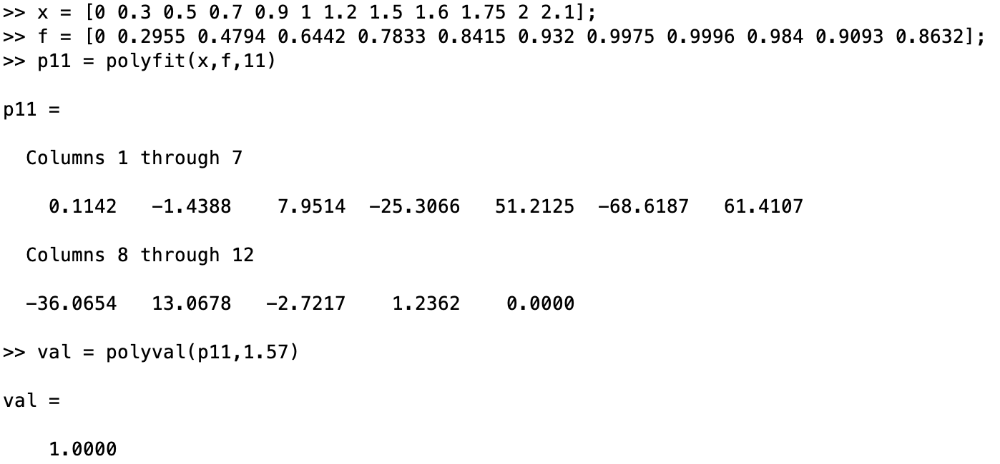 >> x = [0 0.3 0.5 0.7 0.9 1 1.2 1.5 1.6 1.75 2 2.1];
>> f = [0 0.2955 0.4794 0.6442 0.7833 0.8415 0.932 0.9975 0.9996 0.984 0.9093 0.8632];
>> p11 = polyfit(x,f,11)
p11 =
Columns 1 through 7
0.1142 -1.4388 7.9514 -25.3066 51.2125 -68.6187 61.4107
Columns 8 through 12
-36.0654 13.0678 -2.7217 1.2362 0.0000
>> val = polyval(p11,1.57)
val =
1.0000